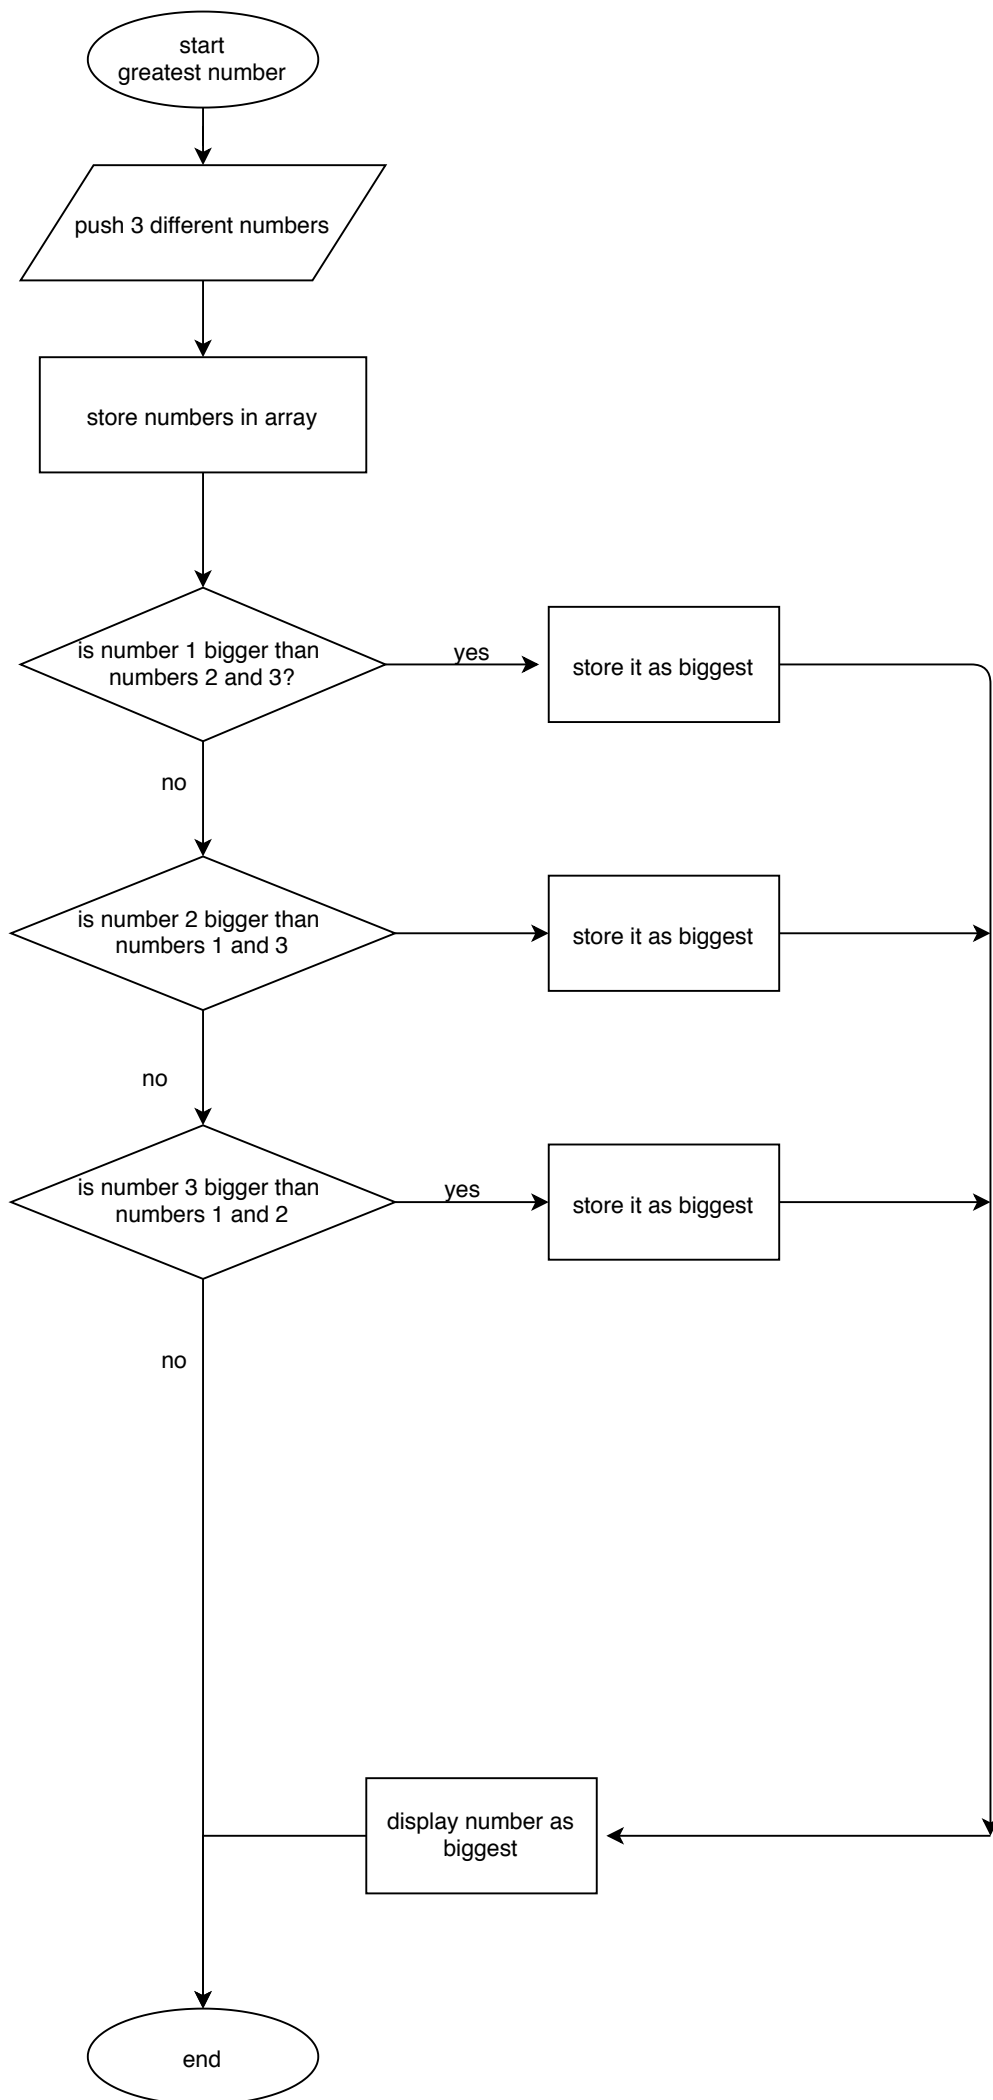 start
greatest number
push 3 different numbers
store numbers in array
is number 1 bigger than
numbers 2 and 3?
yes
store it as biggest
no
is number 2 bigger than
numbers 1 and 3
store it as biggest
no
is number 3 bigger than
numbers 1 and 2
yes
store it as biggest
no
display number as
biggest
end